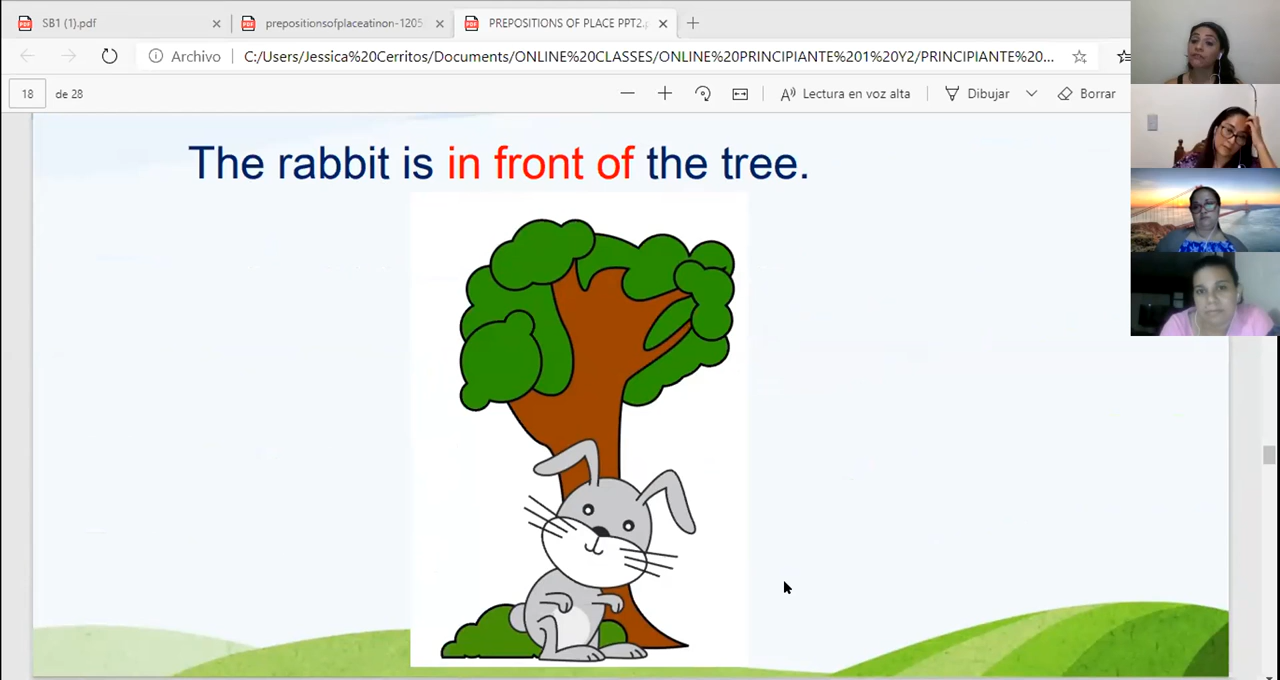 SB1 (1).pdf
prepositionsofplaceatinon-1205
PREPOSITIONS OF PLACE PPT2.p
Archivo
C:/Users/Jessica%20Cerritos/Documents/ONLINE%20CLASSES/ONLINE%20PRINCIPIANTE%201%20Y2/PRINCIPIANTE%20...
18 de 28
Lectura en voz alta
Dibujar
Borrar
The rabbit is in front of the tree.